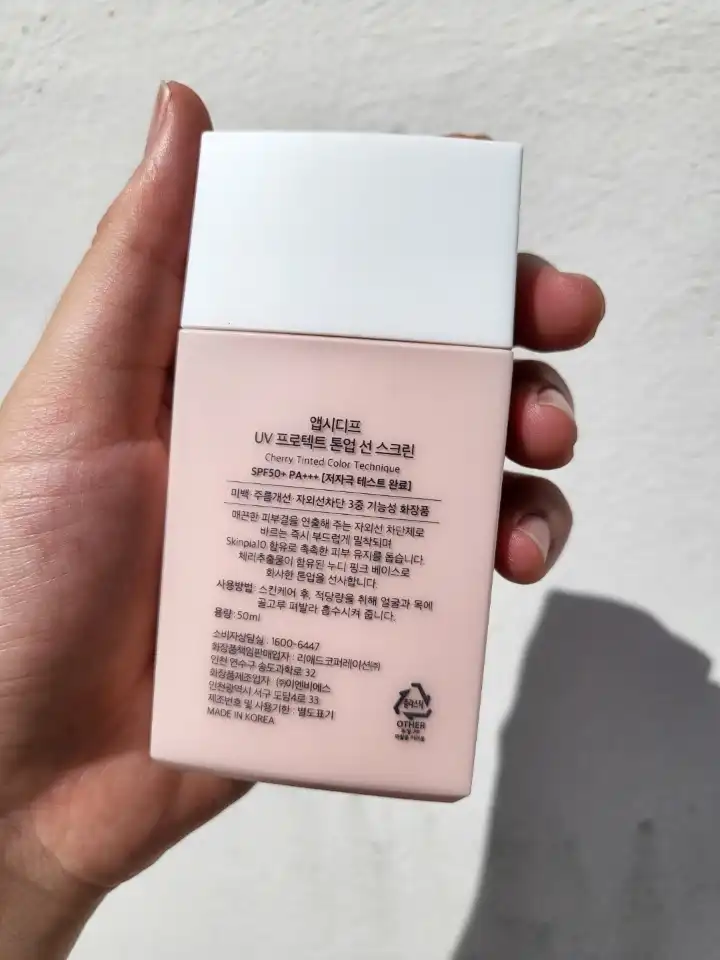 앱시디프
UV 프로텍트 톤업 선 스크린
Cherry Tinted Color Technique
SPF50+ PA+++ [저자극 테스트 완료]
미백· 주름개선· 자외선차단 3중 기능성 화장품
매끈한 피부결을 연출해 주는 자외선 차단제로
바르는 즉시 부드럽게 밀착되며
Skinpia10 함유로 촉촉한 피부 유지를 돕습니다.
체리추출물이 함유된 누디 핑크 베이스로
화사한 톤업을 선사합니다.
사용방법: 스킨케어 후, 적당량을 취해 얼굴과 목에
골고루 펴발라 흡수시켜 줍니다.
용량: 50ml
소비자상담실 : 1600-6447
화장품책임판매업자 : 리애드코퍼레이션㈜
인천 연수구 송도과학로 32
화장품제조업자 ㈜이앤비에스
인천광역시 서구 도담4로 33
제조번호 및 사용기한 : 별도표기
MADE IN KOREA
플라스틱
OTHER